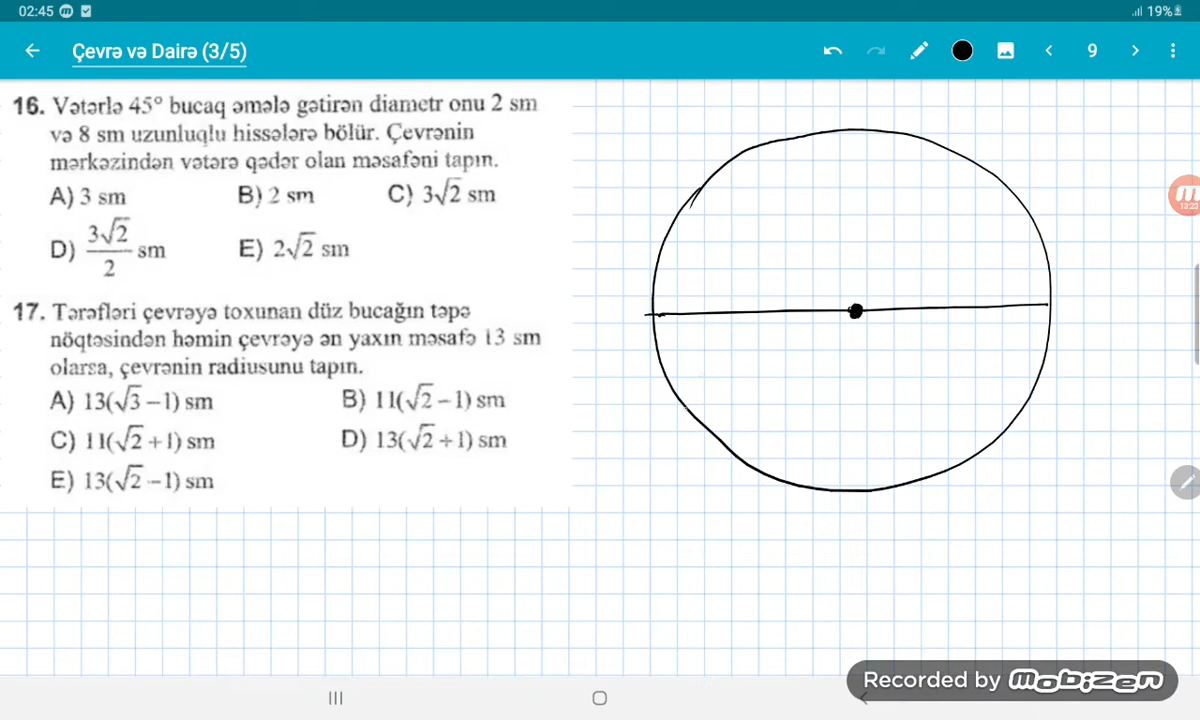 02:45
19%
Çevrə və Dairə (3/5)
9
16. Vətərlə 45° bucaq əmələ gətirən diametr onu 2 sm
və 8 sm uzunluqlu hissələrə bölür. Çevrənin
mərkəzindən vətərə qədər olan məsafəni tapın.
A) 3 sm B) 2 sm C) 3√2 sm
D) 3√2/2 sm E) 2√2 sm
17. Tərəfləri çevrəyə toxunan düz bucağın təpə
nöqtəsindən həmin çevrəyə ən yaxın məsafə 13 sm
olarsa, çevrənin radiusunu tapın.
A) 13(√3 −1) sm B) 11(√2 −1) sm
C) 11(√2 +1) sm D) 13(√2 +1) sm
E) 13(√2 −1) sm
13:23
Recorded by mobizen